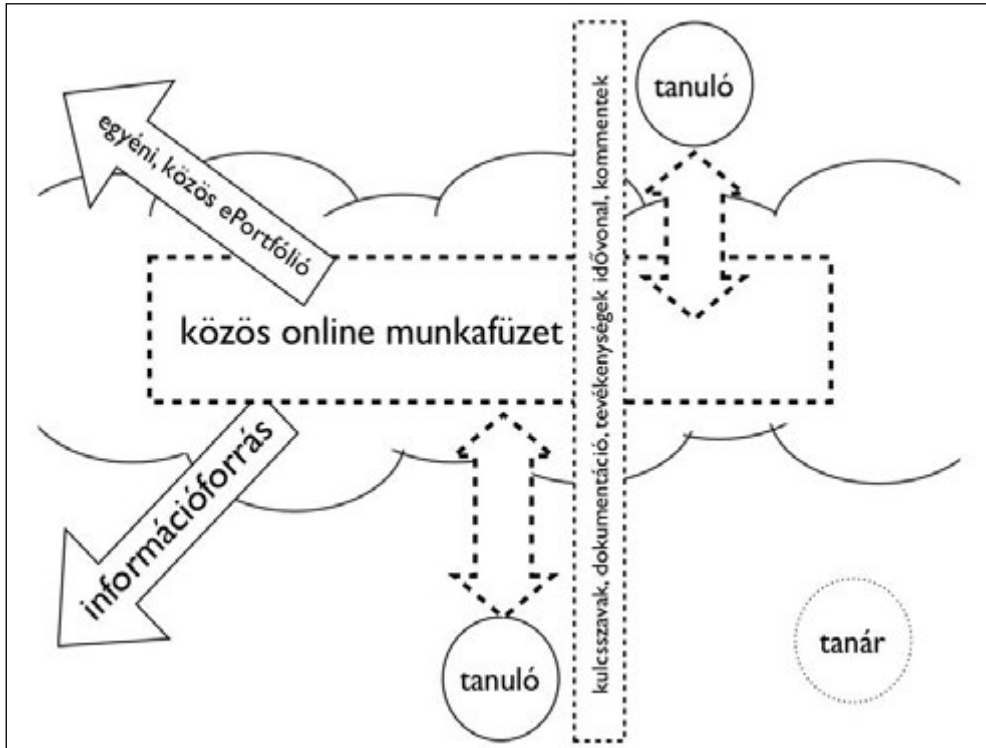 tanuló
egyéni, közös ePortfólió
közös online munkafüzet
kulcsszavak, dokumentáció, tevékenységek idővonal, kommentek
információforrás
tanuló
tanár